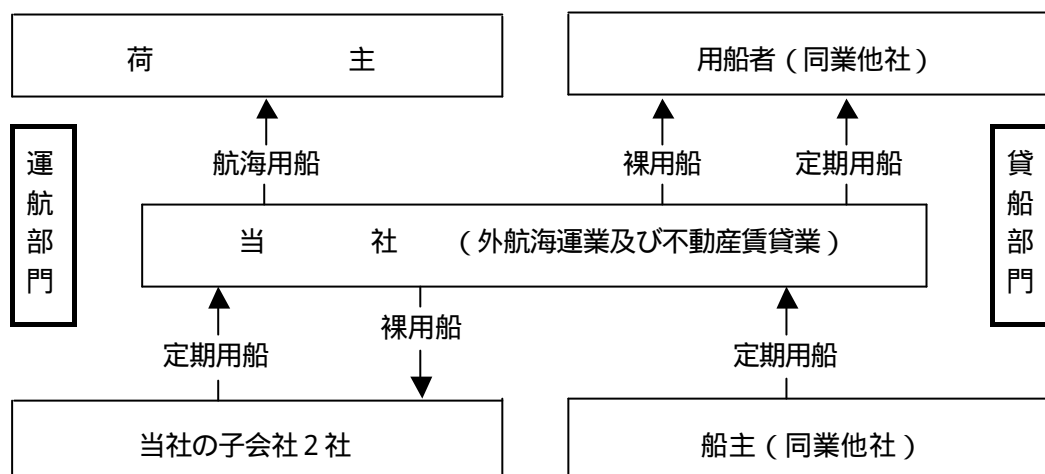 荷 主
用船者（同業他社）
運航部門
航海用船
裸用船
定期用船
貸船部門
当 社 （外航海運業及び不動産賃貸業）
定期用船
裸用船
定期用船
当社の子会社２社
船主（同業他社）